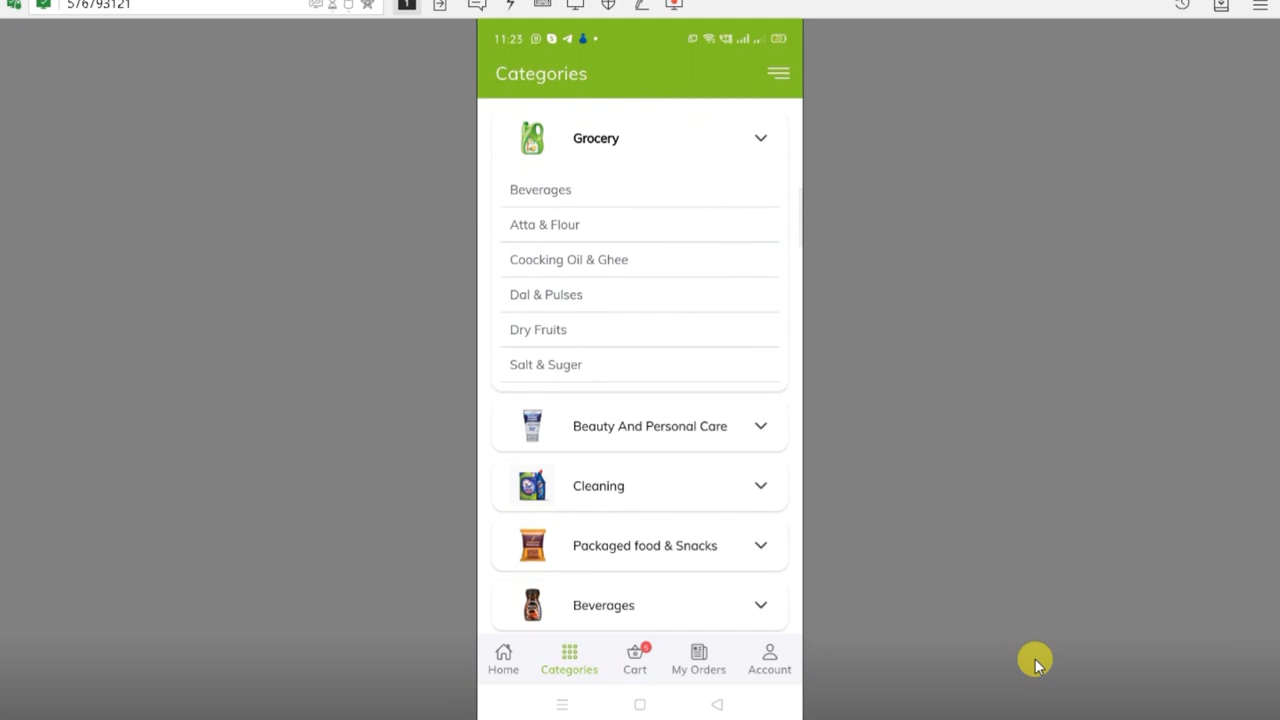 576793121
11:23
Categories
Grocery
Beverages
Atta & Flour
Coocking Oil & Ghee
Dal & Pulses
Dry Fruits
Salt & Suger
Beauty And Personal Care
Cleaning
Packaged food & Snacks
Beverages
5
Home Categories Cart My Orders Account